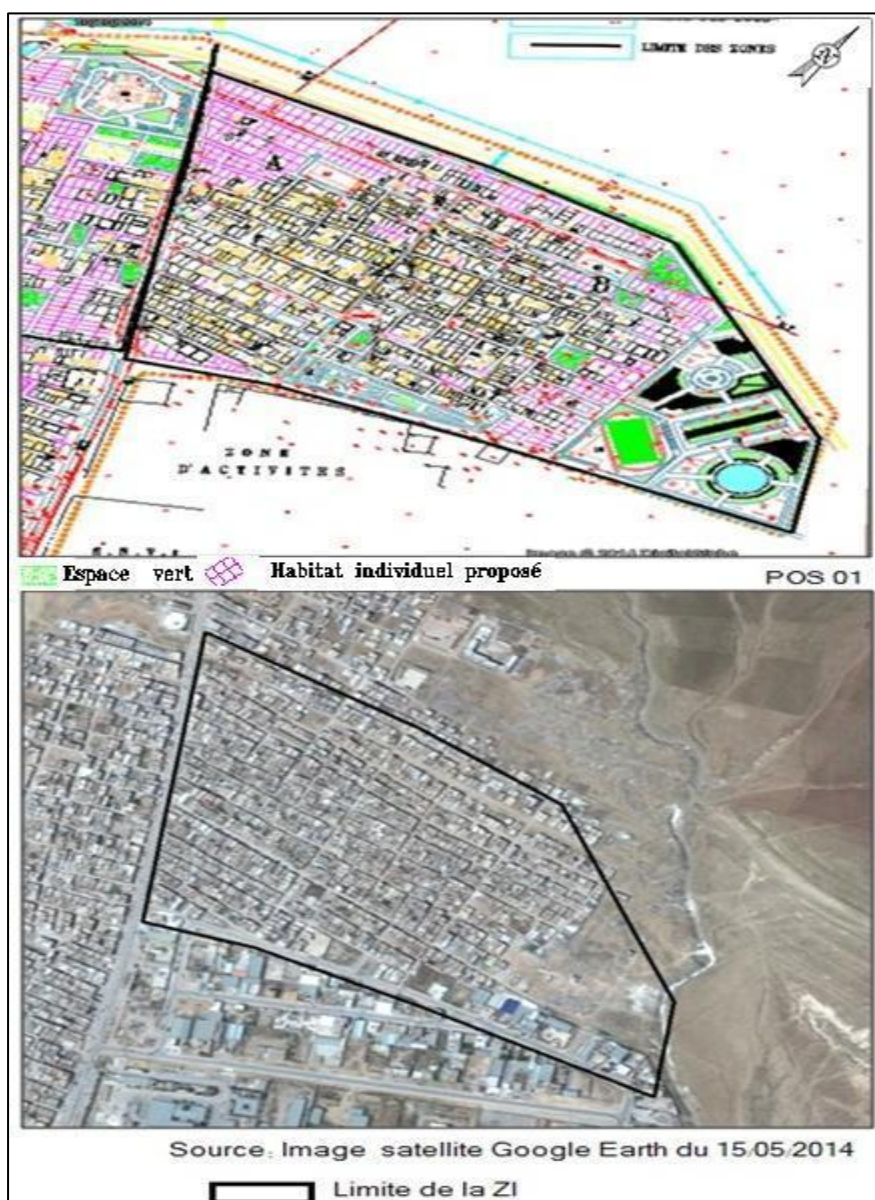 LIMITE DES ZONES
A
B
ZONE
D'ACTIVITES
Espace vert Habitat individuel proposé
POS 01
Source: Image satellite Google Earth du 15/05/2014
Limite de la ZI